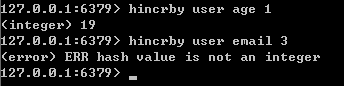 127.0.0.1:6379> hincrby user age 1
(integer) 19
127.0.0.1:6379> hincrby user email 3
(error) ERR hash value is not an integer
127.0.0.1:6379> _